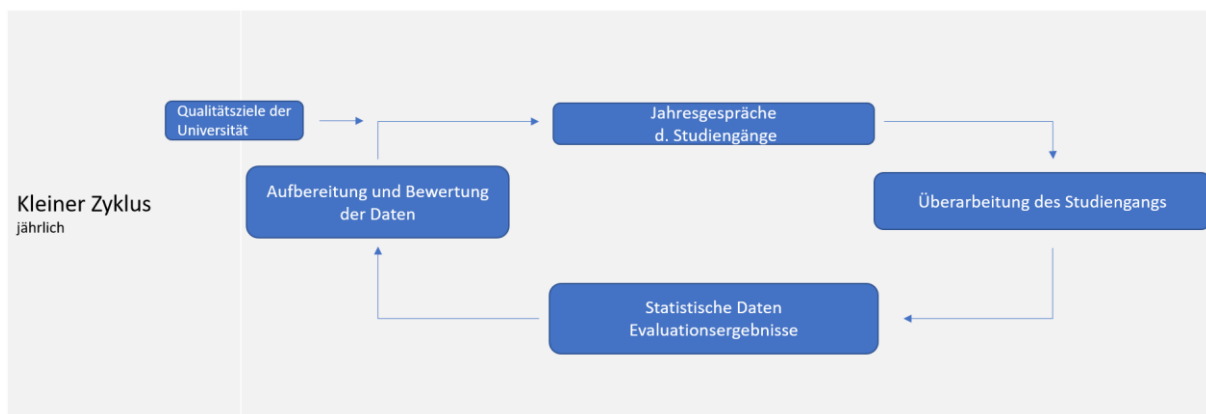 Qualitätsziele der
Universität
Jahresgespräche
d. Studiengänge
Kleiner Zyklus
jährlich
Aufbereitung und Bewertung
der Daten
Überarbeitung des Studiengangs
Statistische Daten
Evaluationsergebnisse